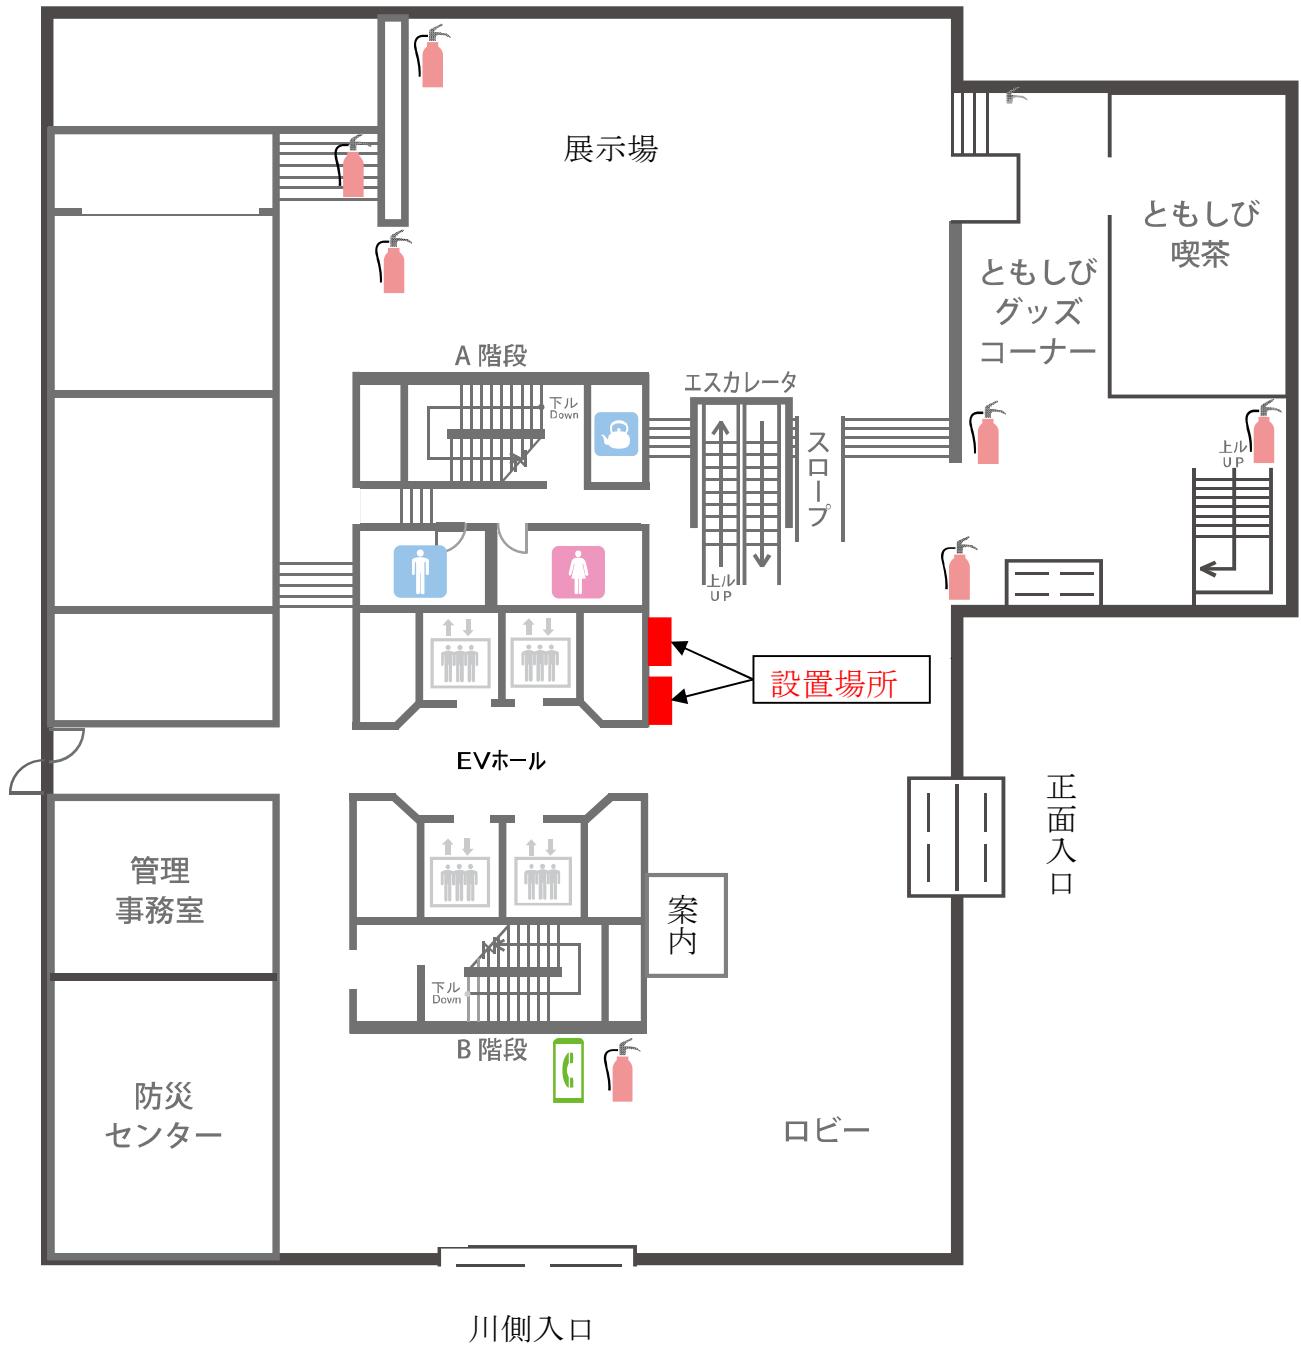 展示場
ともしび
喫茶
ともしび
グッズ
コーナー
A 階段
エスカレータ
下ル
Down
スロープ
上ル
UP
上ル
UP
設置場所
EVホール
正面入口
管理
事務室
案内
下ル
Down
B 階段
防災
センター
ロビー
川側入口